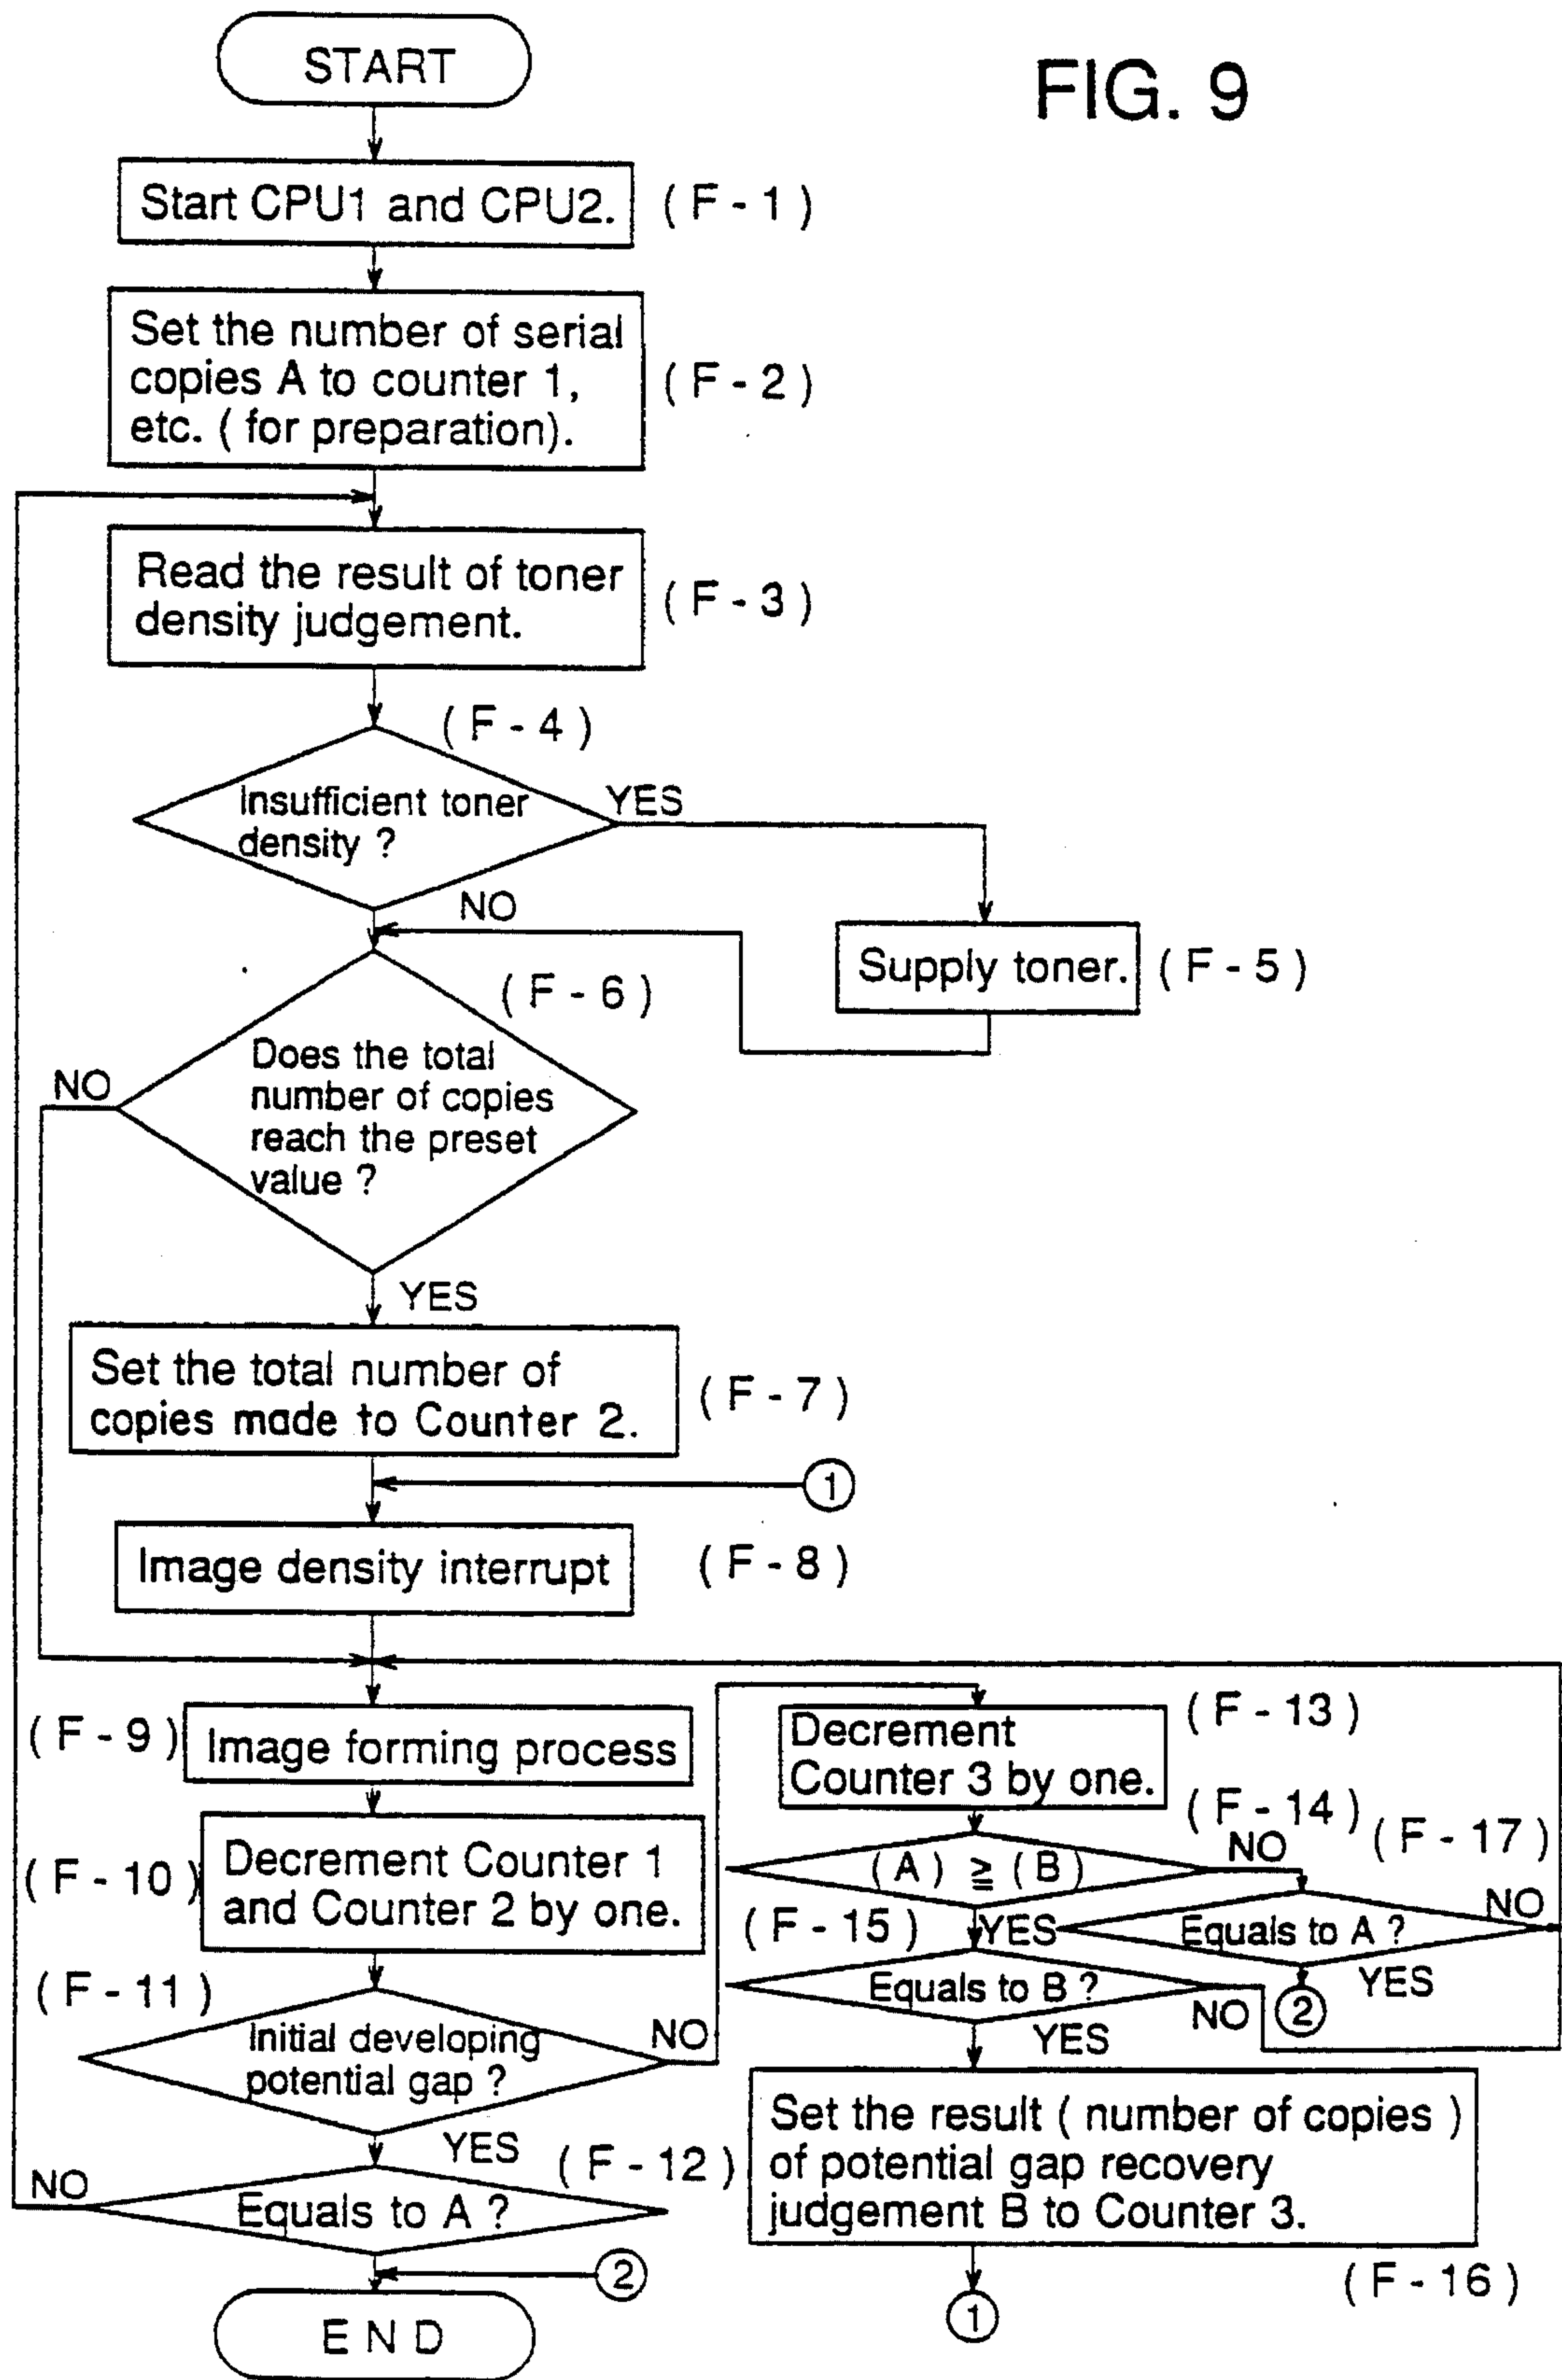 START
FIG. 9
Start CPU1 and CPU2.
( F - 1 )
Set the number of serial
copies A to counter 1,
etc. ( for preparation).
( F - 2 )
Read the result of toner
density judgement.
( F - 3 )
( F - 4 )
Insufficient toner
density ?
YES
NO
Supply toner.
( F - 5 )
( F - 6 )
Does the total
number of copies
reach the preset
value ?
NO
YES
Set the total number of
copies made to Counter 2.
( F - 7 )
1
Image density interrupt
( F - 8 )
( F - 9 )
Image forming process
( F - 10 )
Decrement Counter 1
and Counter 2 by one.
( F - 11 )
Initial developing
potential gap ?
NO
YES
( F - 12 )
Equals to A ?
NO
2
E N D
Decrement
Counter 3 by one.
( F - 13 )
( F - 14 )
( A ) ≧ ( B )
NO
YES
( F - 17 )
Equals to A ?
NO
YES
2
( F - 15 )
Equals to B ?
NO
YES
Set the result ( number of copies )
of potential gap recovery
judgement B to Counter 3.
( F - 16 )
1